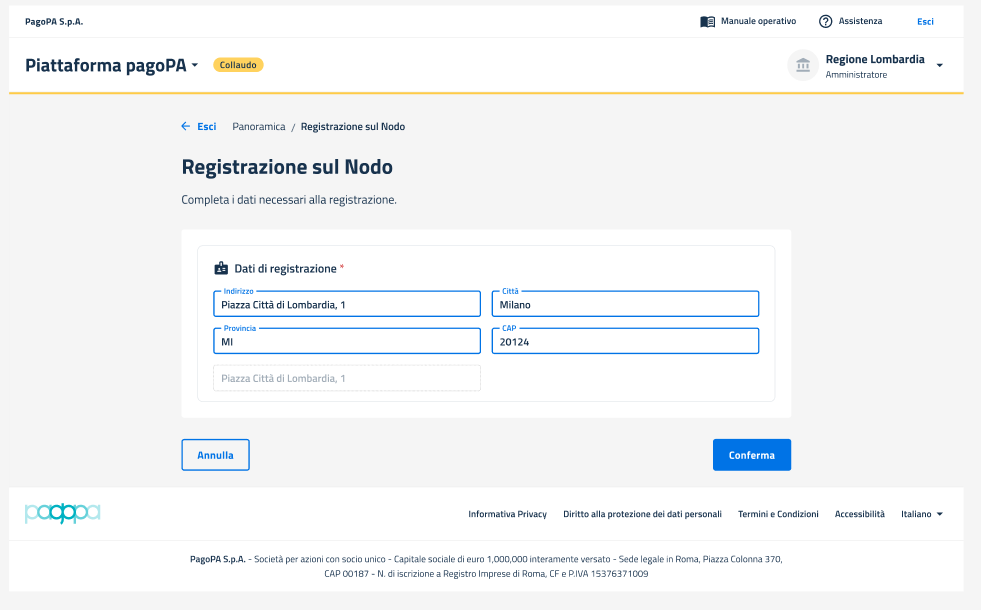 PagoPA S.p.A.
Manuale operativo
Assistenza
Esci
Piattaforma pagoPA
Collaudo
Regione Lombardia
Amministratore
Esci
Panoramica / Registrazione sul Nodo
Registrazione sul Nodo
Completa i dati necessari alla registrazione.
Dati di registrazione *
Indirizzo
Piazza Città di Lombardia, 1
Città
Milano
Provincia
MI
CAP
20124
Piazza Città di Lombardia, 1
Annulla
Conferma
pagopa
Informativa Privacy
Diritto alla protezione dei dati personali
Termini e Condizioni
Accessibilità
Italiano
PagoPA S.p.A. - Società per azioni con socio unico - Capitale sociale di euro 1,000,000 interamente versato - Sede legale in Roma, Piazza Colonna 370,
CAP 00187 - N. di iscrizione a Registro Imprese di Roma, CF e P.IVA 15376371009